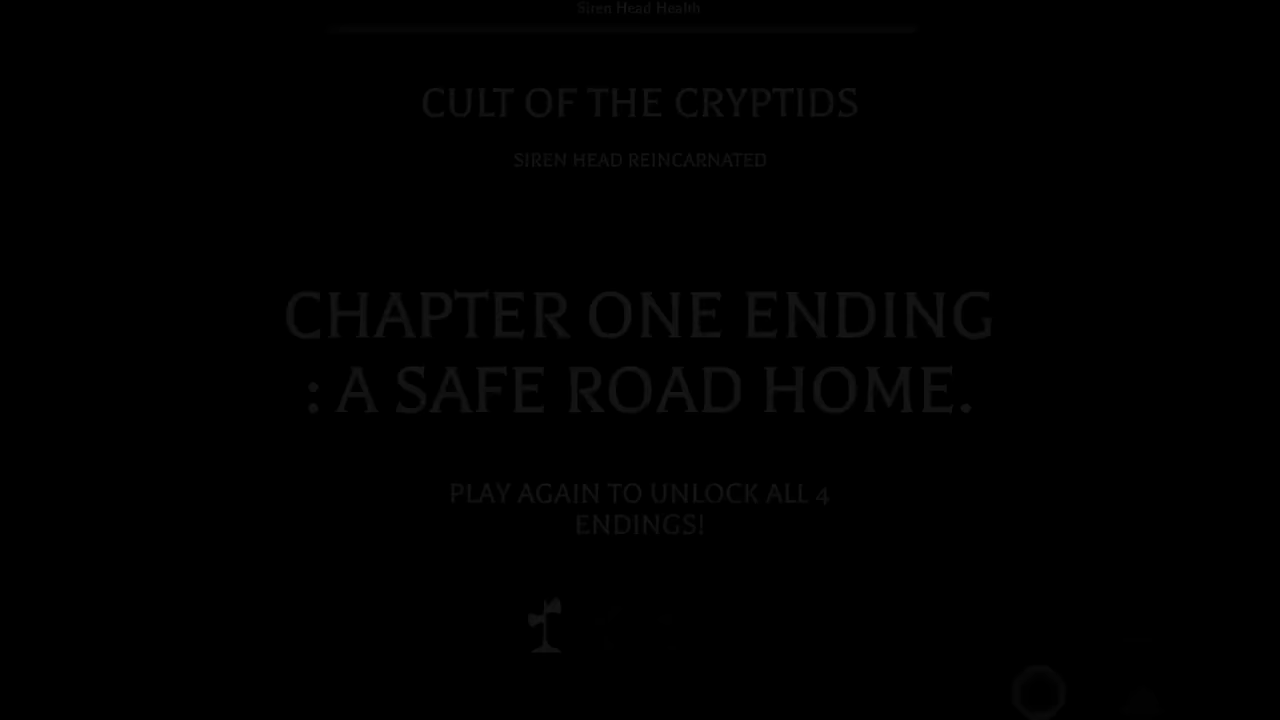 Siren Head Health
CULT OF THE CRYPTIDS
SIREN HEAD REINCARNATED
CHAPTER ONE ENDING
: A SAFE ROAD HOME.
PLAY AGAIN TO UNLOCK ALL 4
ENDINGS!